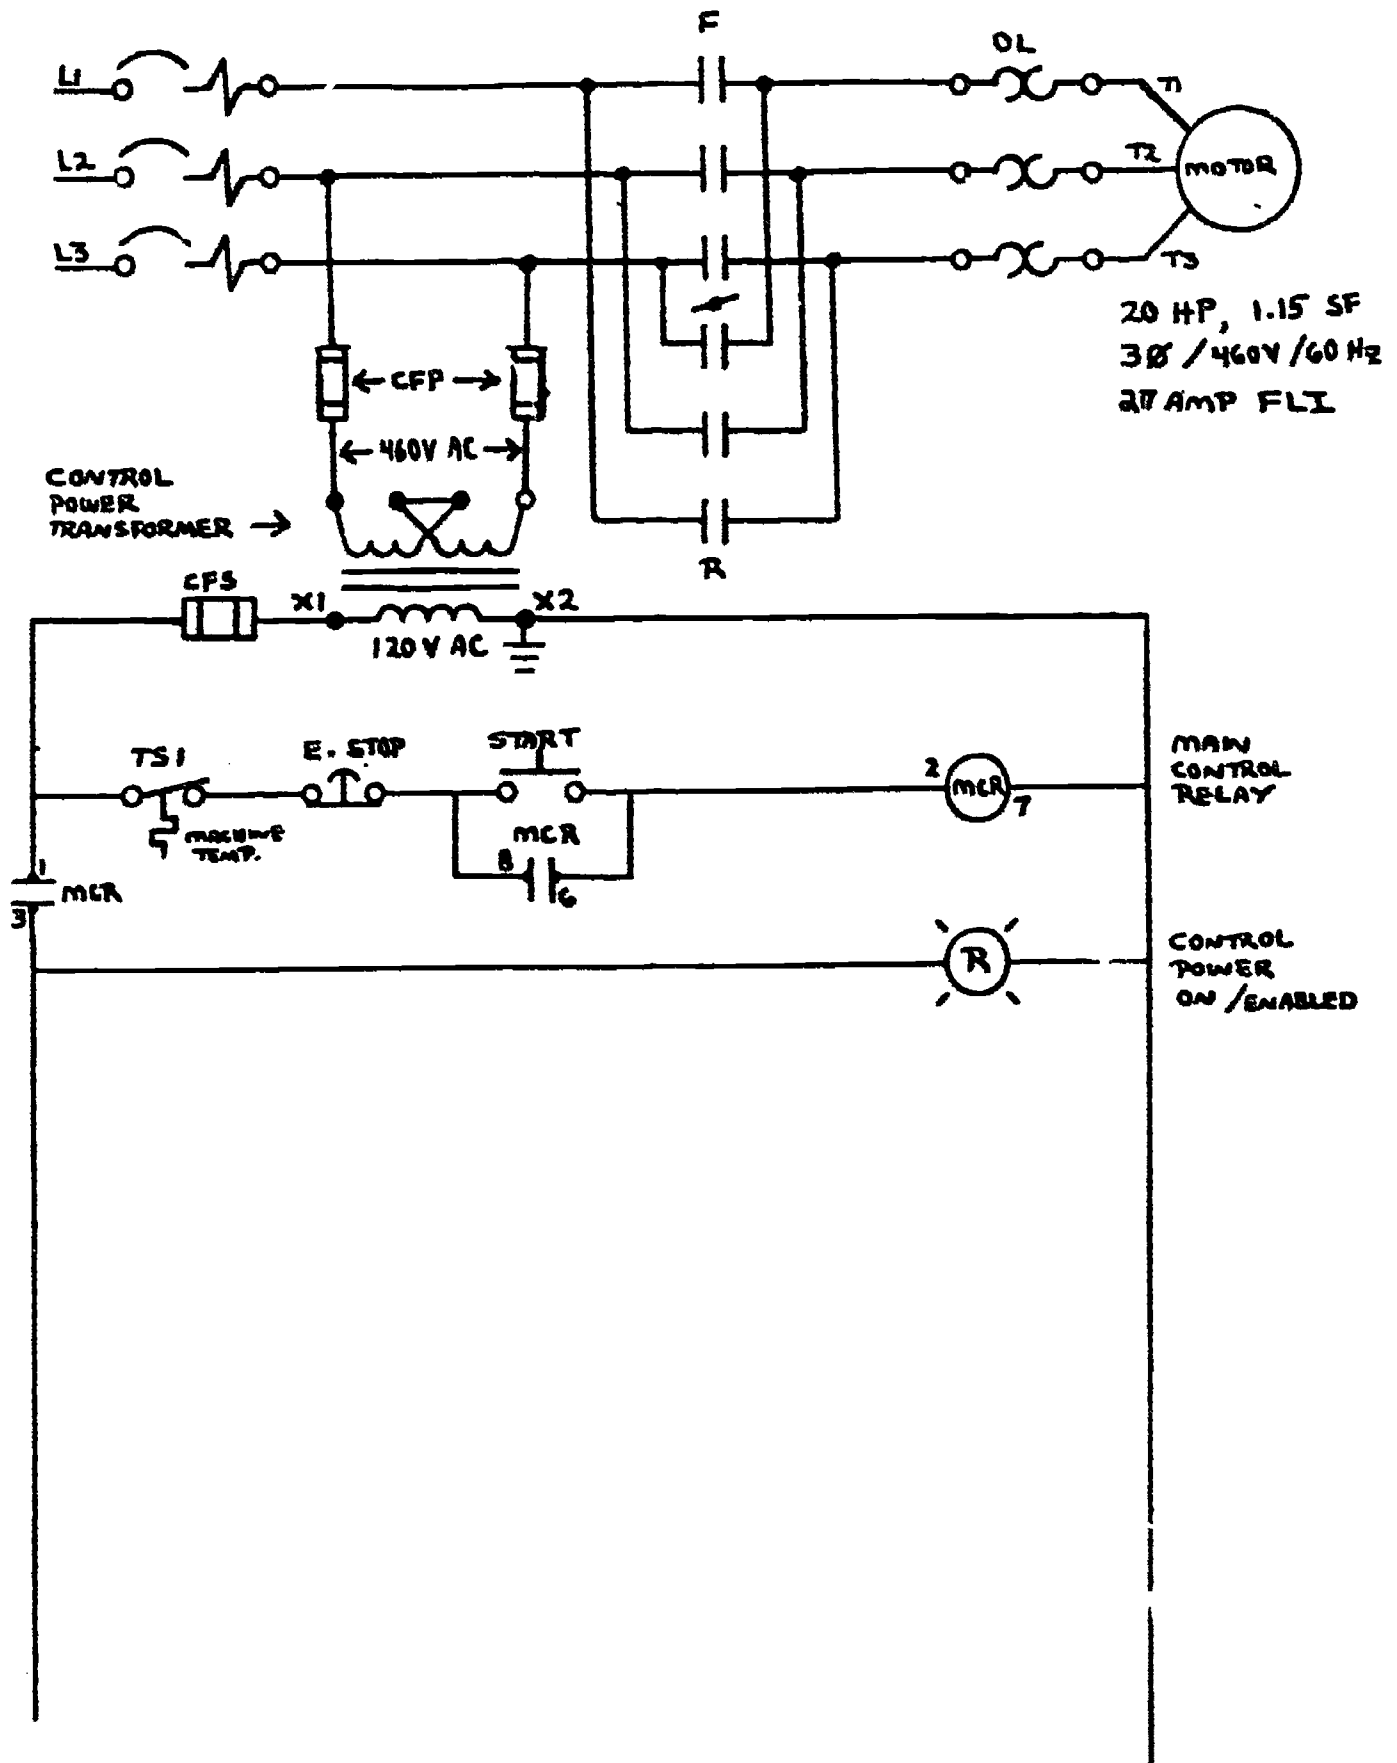 F
OL
L1
T1
L2
T2
MOTOR
L3
T3
20 HP, 1.15 SF
3Ø / 460V / 60 Hz
27 AMP FLI
← CFP →
← 460V AC →
CONTROL
POWER
TRANSFORMER →
R
CFS
X1
X2
120 V AC
TS1
E. STOP
START
MACHINE
TEMP.
MCR
8
6
2
MCR
7
MAIN
CONTROL
RELAY
1
MCR
3
R
CONTROL
POWER
ON / ENABLED